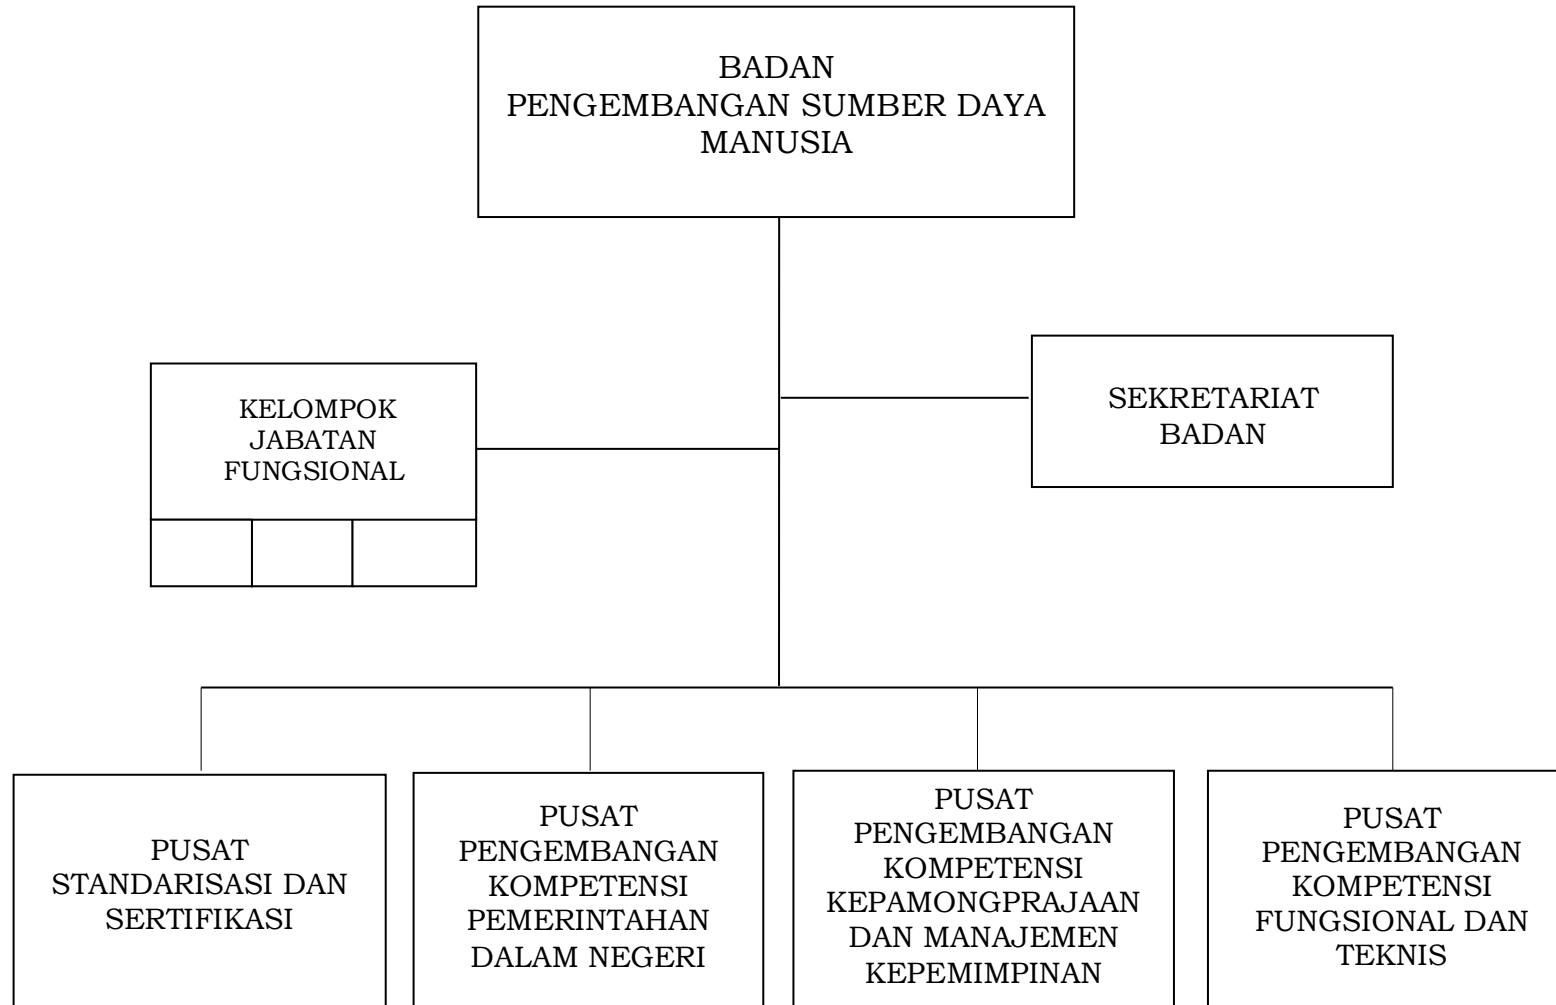 BADAN
PENGEMBANGAN SUMBER DAYA
MANUSIA
KELOMPOK
JABATAN
FUNGSIONAL
SEKRETARIAT
BADAN
PUSAT
STANDARISASI DAN
SERTIFIKASI
PUSAT
PENGEMBANGAN
KOMPETENSI
PEMERINTAHAN
DALAM NEGERI
PUSAT
PENGEMBANGAN
KOMPETENSI
KEPAMONGPRAJAAN
DAN MANAJEMEN
KEPEMIMPINAN
PUSAT
PENGEMBANGAN
KOMPETENSI
FUNGSIONAL DAN
TEKNIS